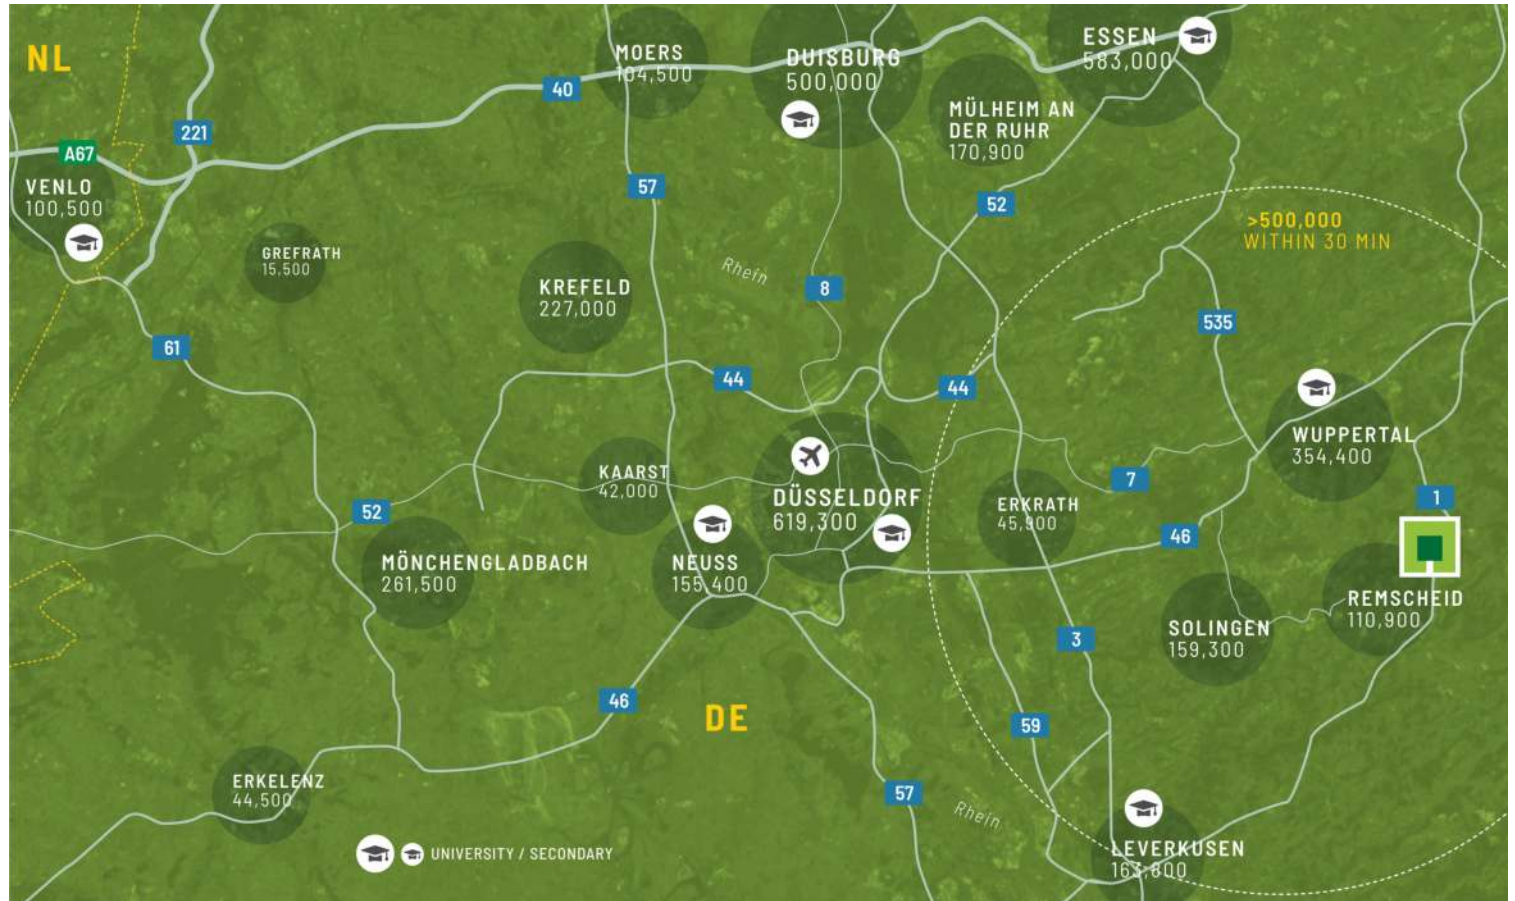 NL
MOERS
104,500
DUISBURG
500,000
ESSEN
583,000
40
MÜLHEIM AN
DER RUHR
170,900
221
A67
VENLO
100,500
57
52
>500,000
WITHIN 30 MIN
GREFRATH
15,500
Rhein
KREFELD
227,000
8
535
61
44
44
WUPPERTAL
354,400
KAARST
42,000
DÜSSELDORF
619,300
7
1
ERKRATH
45,900
52
46
MÖNCHENGLADBACH
261,500
NEUSS
155,400
REMSCHEID
110,900
SOLINGEN
159,300
3
46
DE
59
ERKELENZ
44,500
57
Rhein
UNIVERSITY / SECONDARY
LEVERKUSEN
163,800